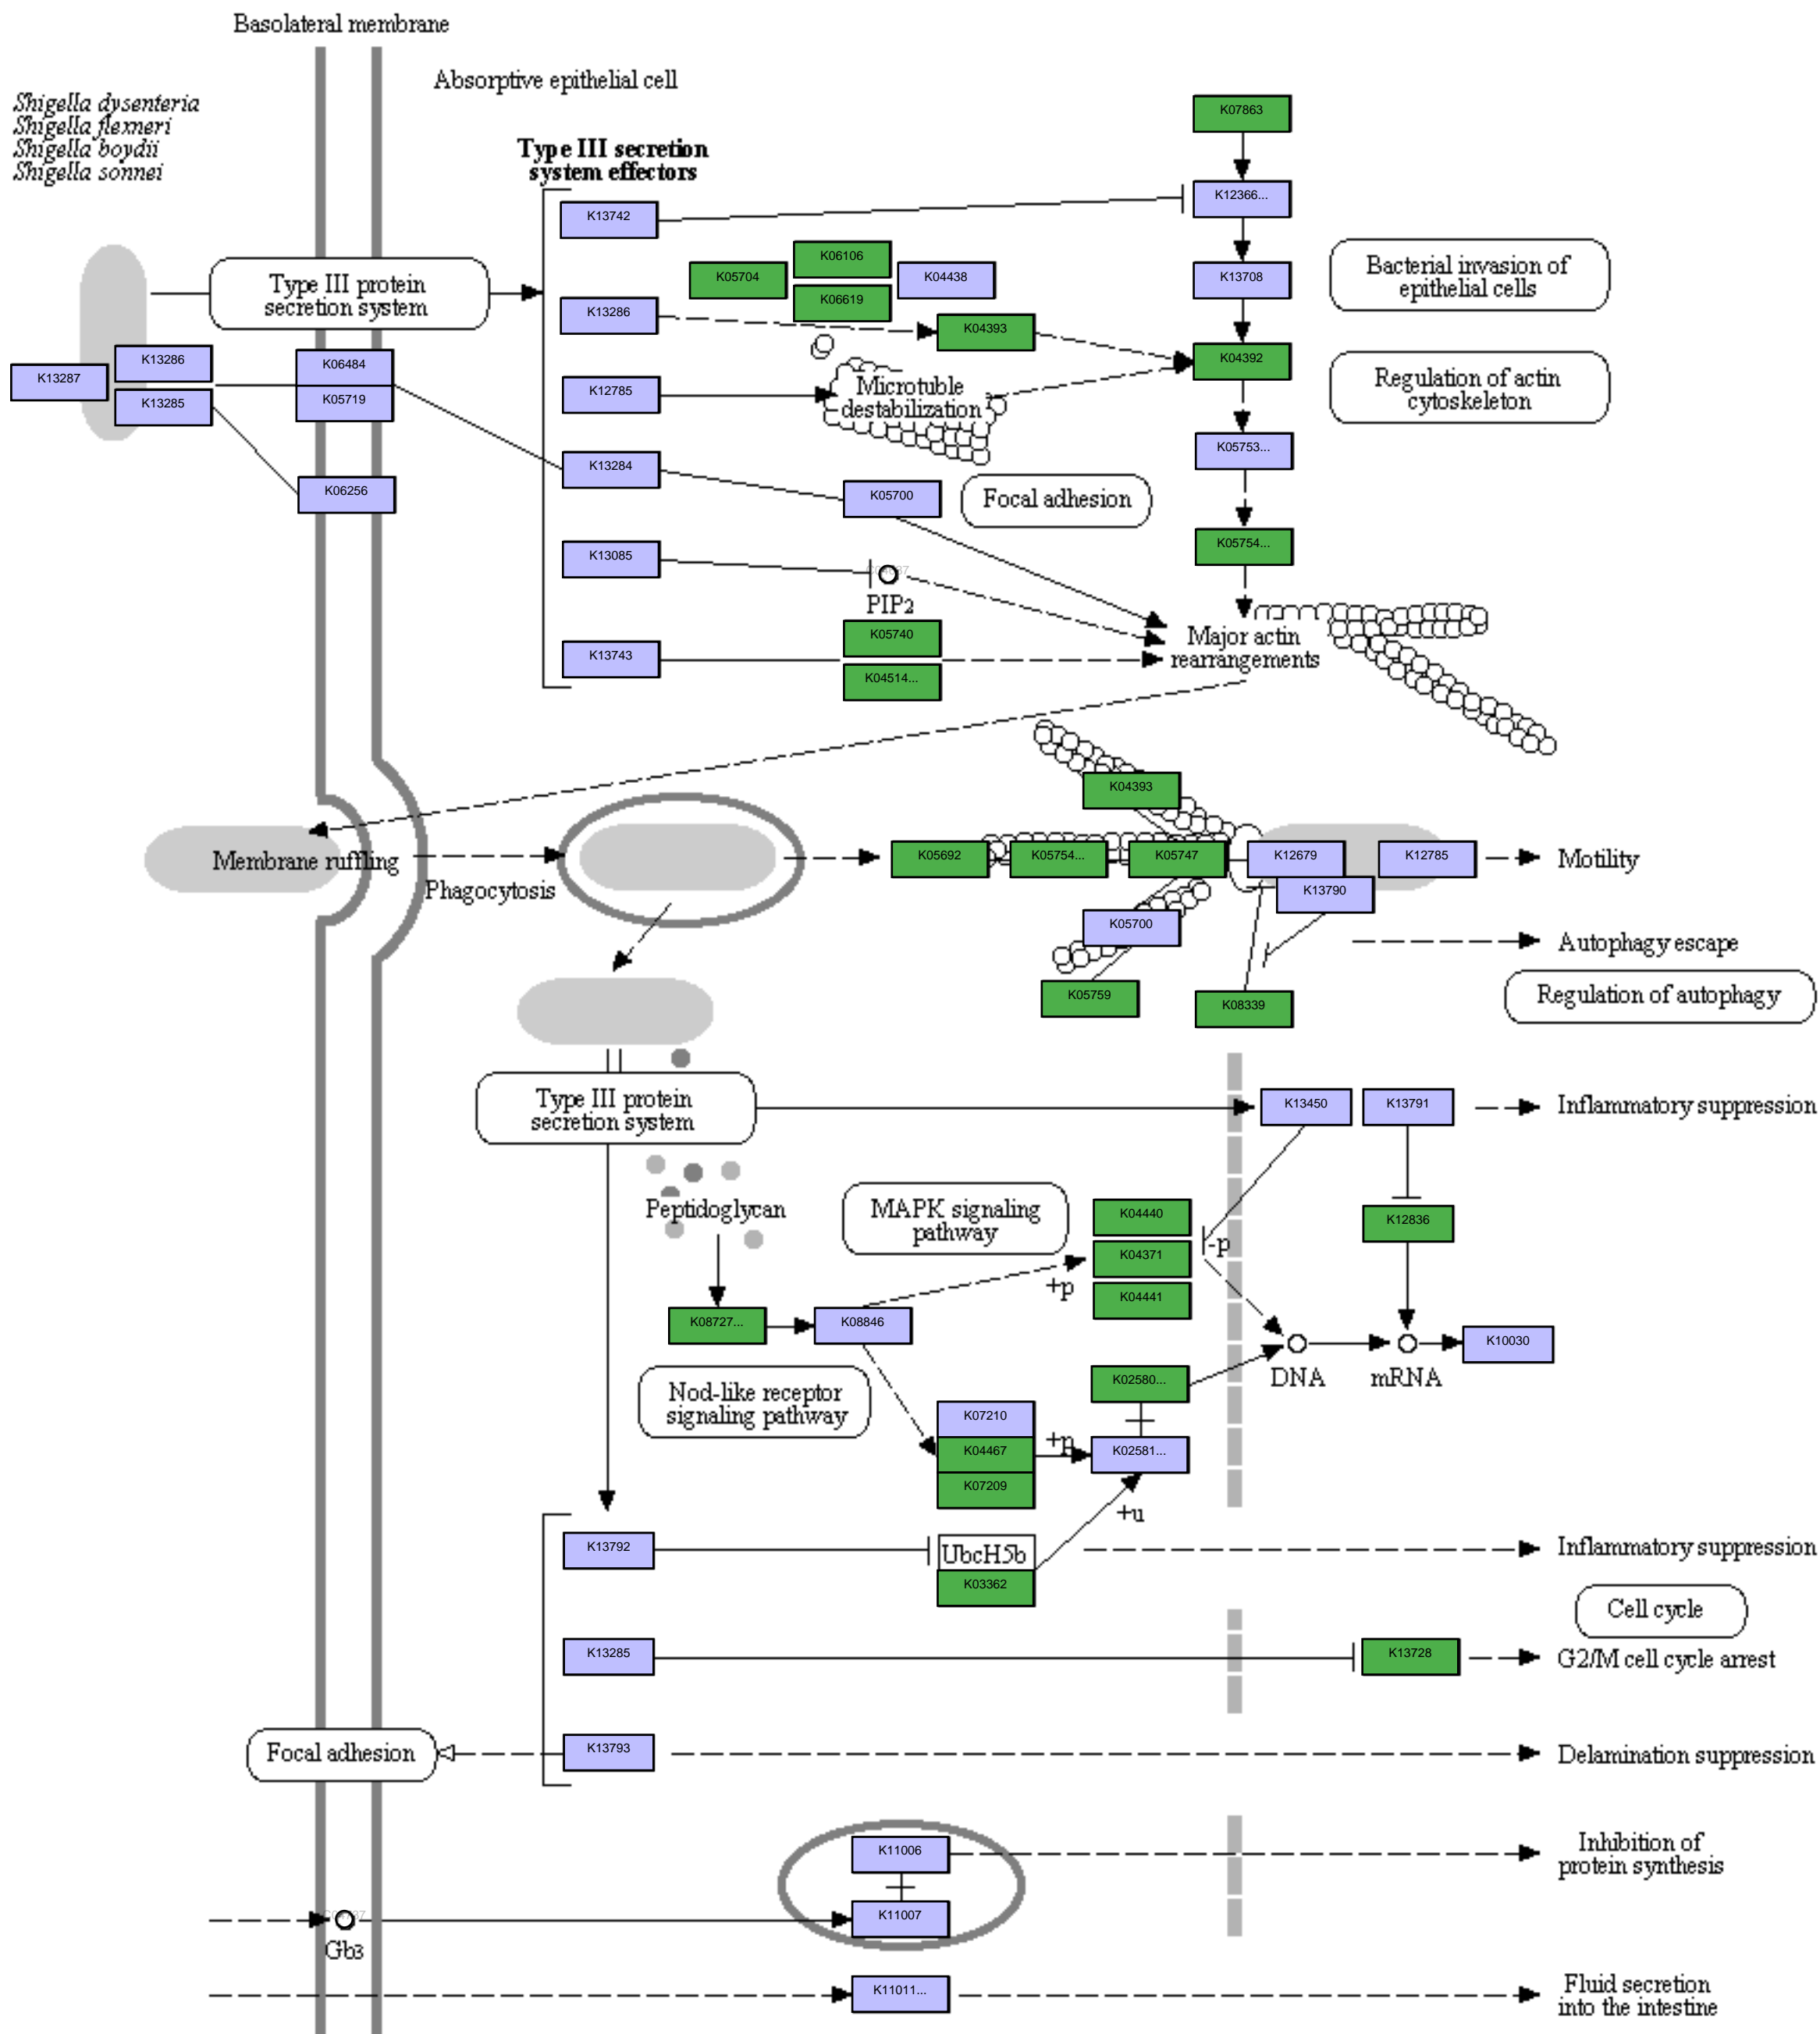 Basolateral membrane
Absorptive epithelial cell
Shigella dysenteria
Shigella flexneri
Shigella boydii
Shigella sonnei
Type III secretion
system effectors
K07863
K12366...
K13742
K06106
K05704
K04438
K06619
K13708
Bacterial invasion of
epithelial cells
Type III protein
secretion system
K13286
K04393
K04392
K13287
K13286
K13285
K06484
K05719
K12785
Microtuble
destabilization
Regulation of actin
cytoskeleton
K05753...
K06256
K13284
K05700
Focal adhesion
K05754...
K13085
PIP2
K05740
K13743
K04514...
Major actin
rearrangements
K04393
Membrane ruffling
Phagocytosis
K05692
K05754...
K05747
K12679
K12785
Motility
K13790
K05700
Autophagy escape
K05759
K08339
Regulation of autophagy
Type III protein
secretion system
K13450
K13791
Inflammatory suppression
Peptidoglycan
MAPK signaling
pathway
K04440
K04371
K04441
-p
+p
K12836
K08727...
K08846
K10030
DNA
mRNA
Nod-like receptor
signaling pathway
K02580...
K07210
K04467
K07209
+p
K02581...
+u
K13792
UbcH5b
K03362
Inflammatory suppression
Cell cycle
K13285
K13728
G2/M cell cycle arrest
Focal adhesion
K13793
Delamination suppression
K11006
Inhibition of
protein synthesis
K11007
Gb3
K11011...
Fluid secretion
into the intestine